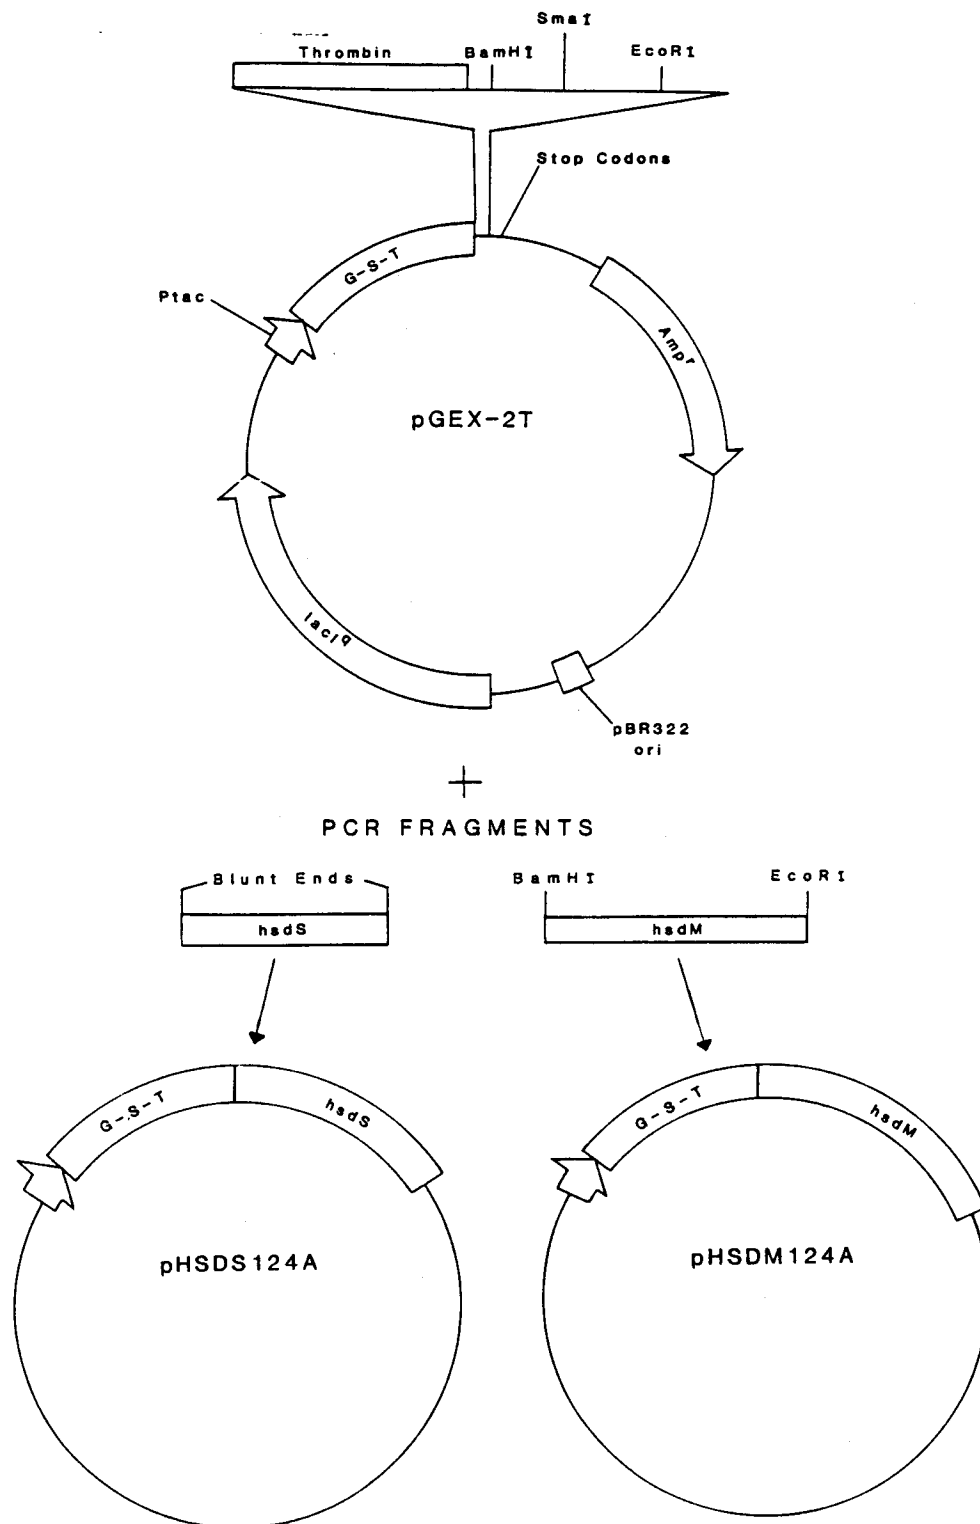 SmaI
Thrombin BamHI EcoRI
Stop Codons
G-S-T
Ptac
Ampr
pGEX-2T
lacIq
pBR322
ori
+
PCR FRAGMENTS
Blunt Ends BamHI EcoRI
hsdS hsdM
G-S-T hsdS G-S-T hsdM
pHSDS124A pHSDM124A